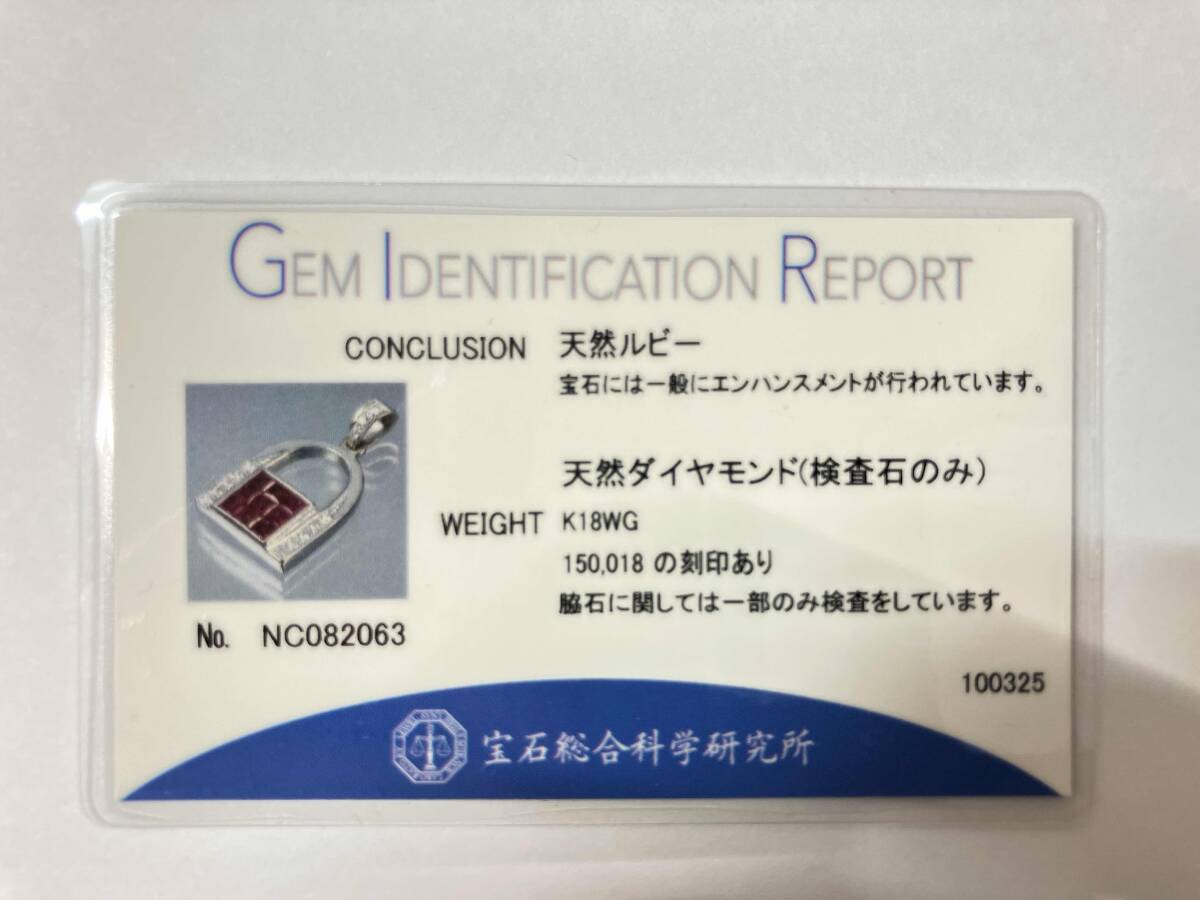 GEM IDENTIFICATION REPORT
CONCLUSION 天然ルビー
宝石には一般にエンハンスメントが行われています。
天然ダイヤモンド(検査石のみ)
WEIGHT K18WG
150,018 の刻印あり
脇石に関しては一部のみ検査をしています。
No. NC082063
100325
宝石総合科学研究所